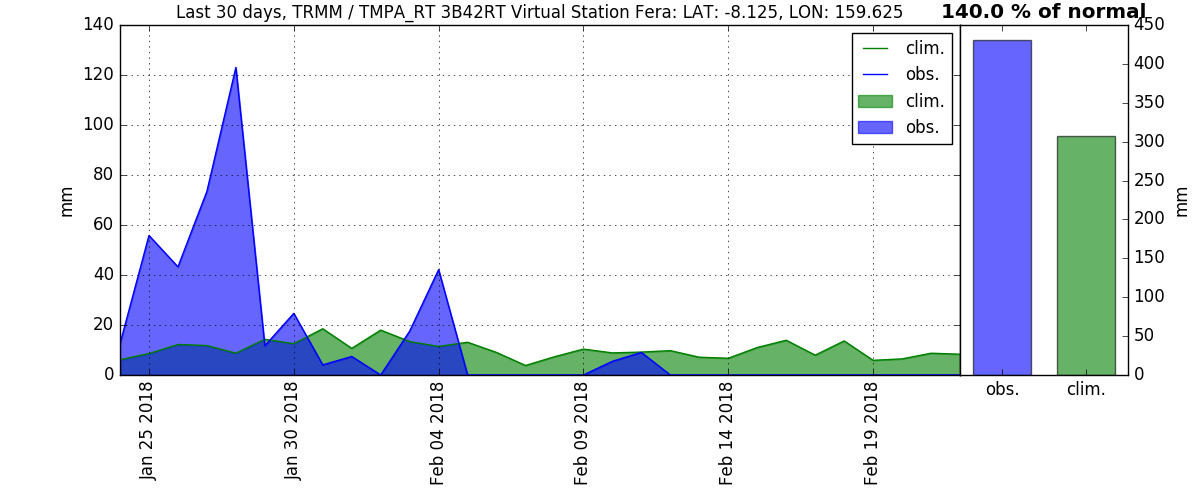 Last 30 days, TRMM / TMPA_RT 3B42RT Virtual Station Fera: LAT: -8.125, LON: 159.625
140.0 % of normal
140
120
100
80
60
40
20
0
mm
clim.
obs.
clim.
obs.
Jan 25 2018
Jan 30 2018
Feb 04 2018
Feb 09 2018
Feb 14 2018
Feb 19 2018
450
400
350
300
250
200
150
100
50
0
mm
obs.
clim.